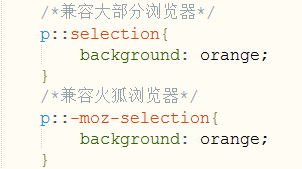 /*兼容大部分浏览器*/
p::selection{
    background: orange;
}
/*兼容火狐浏览器*/
p::-moz-selection{
    background: orange;
}